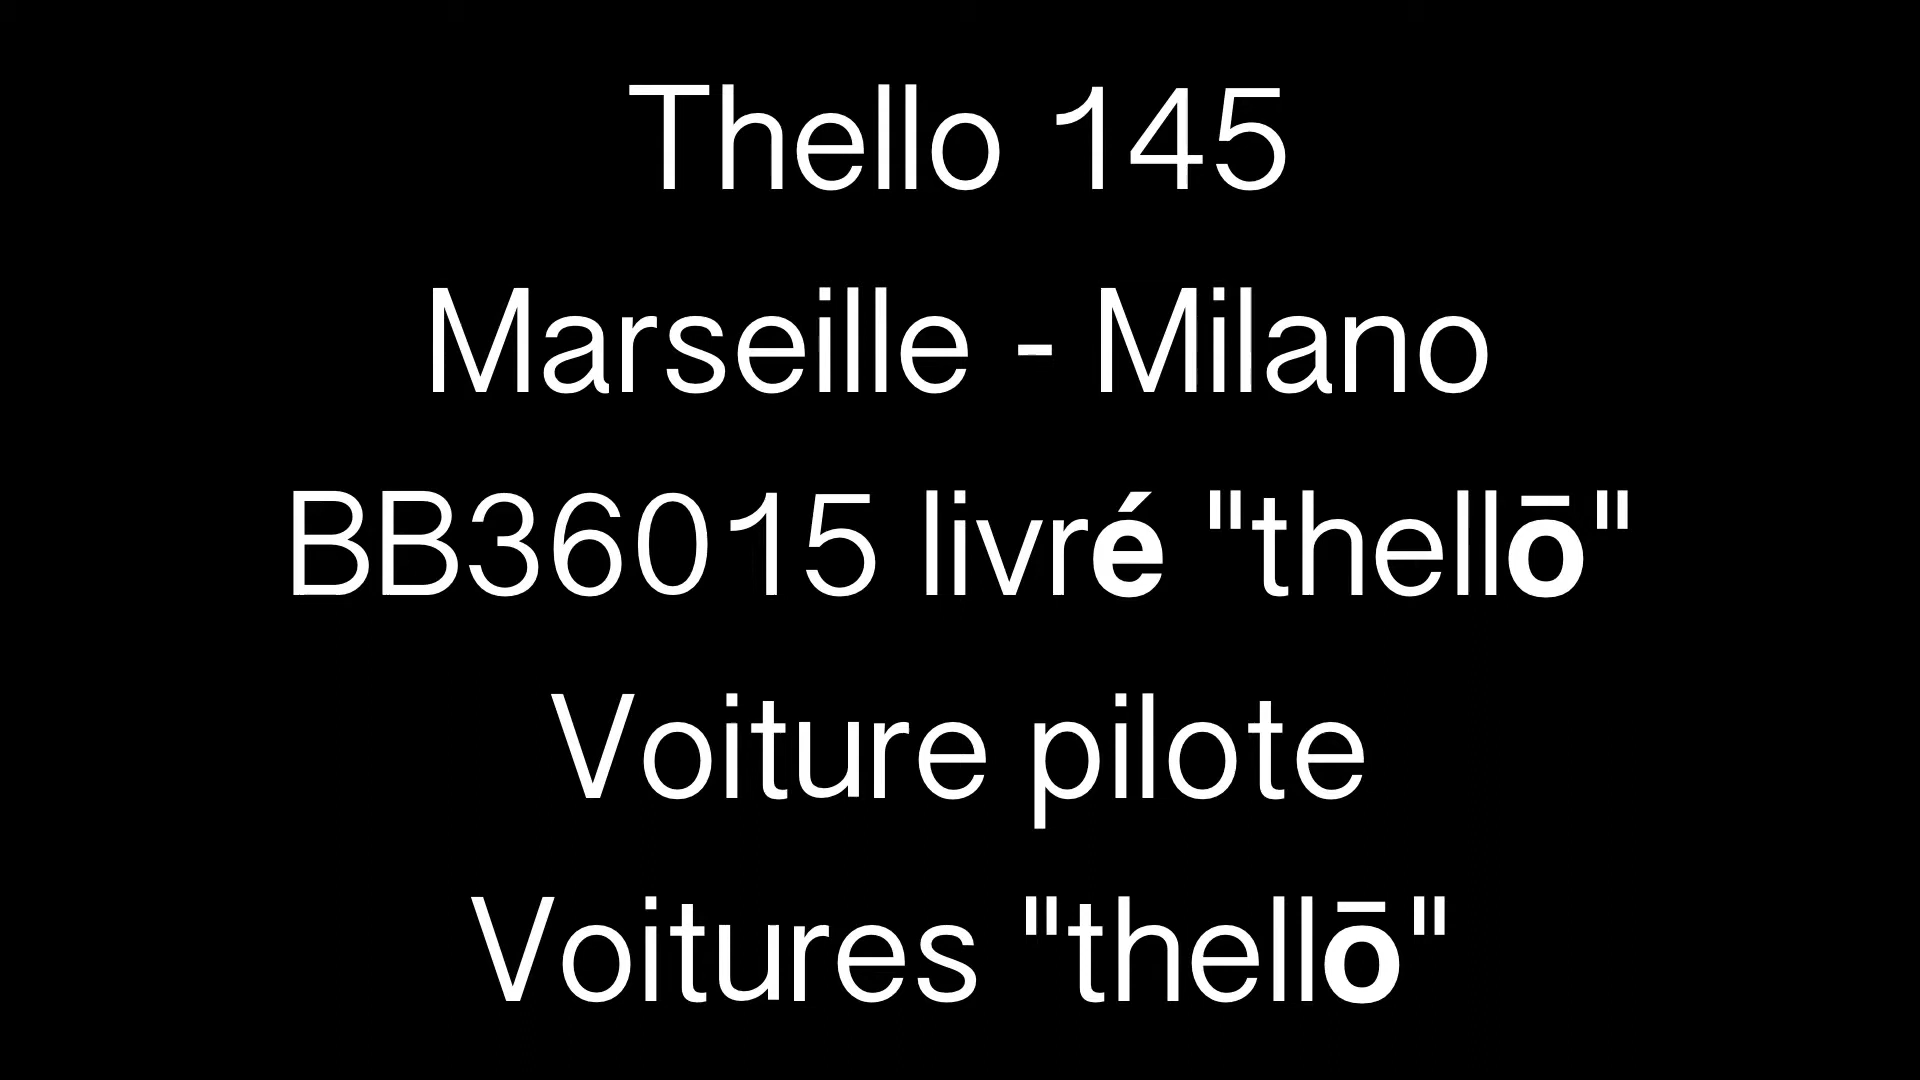 Thello 145
Marseille - Milano
BB36015 livré "thellō"
Voiture pilote
Voitures "thellō"